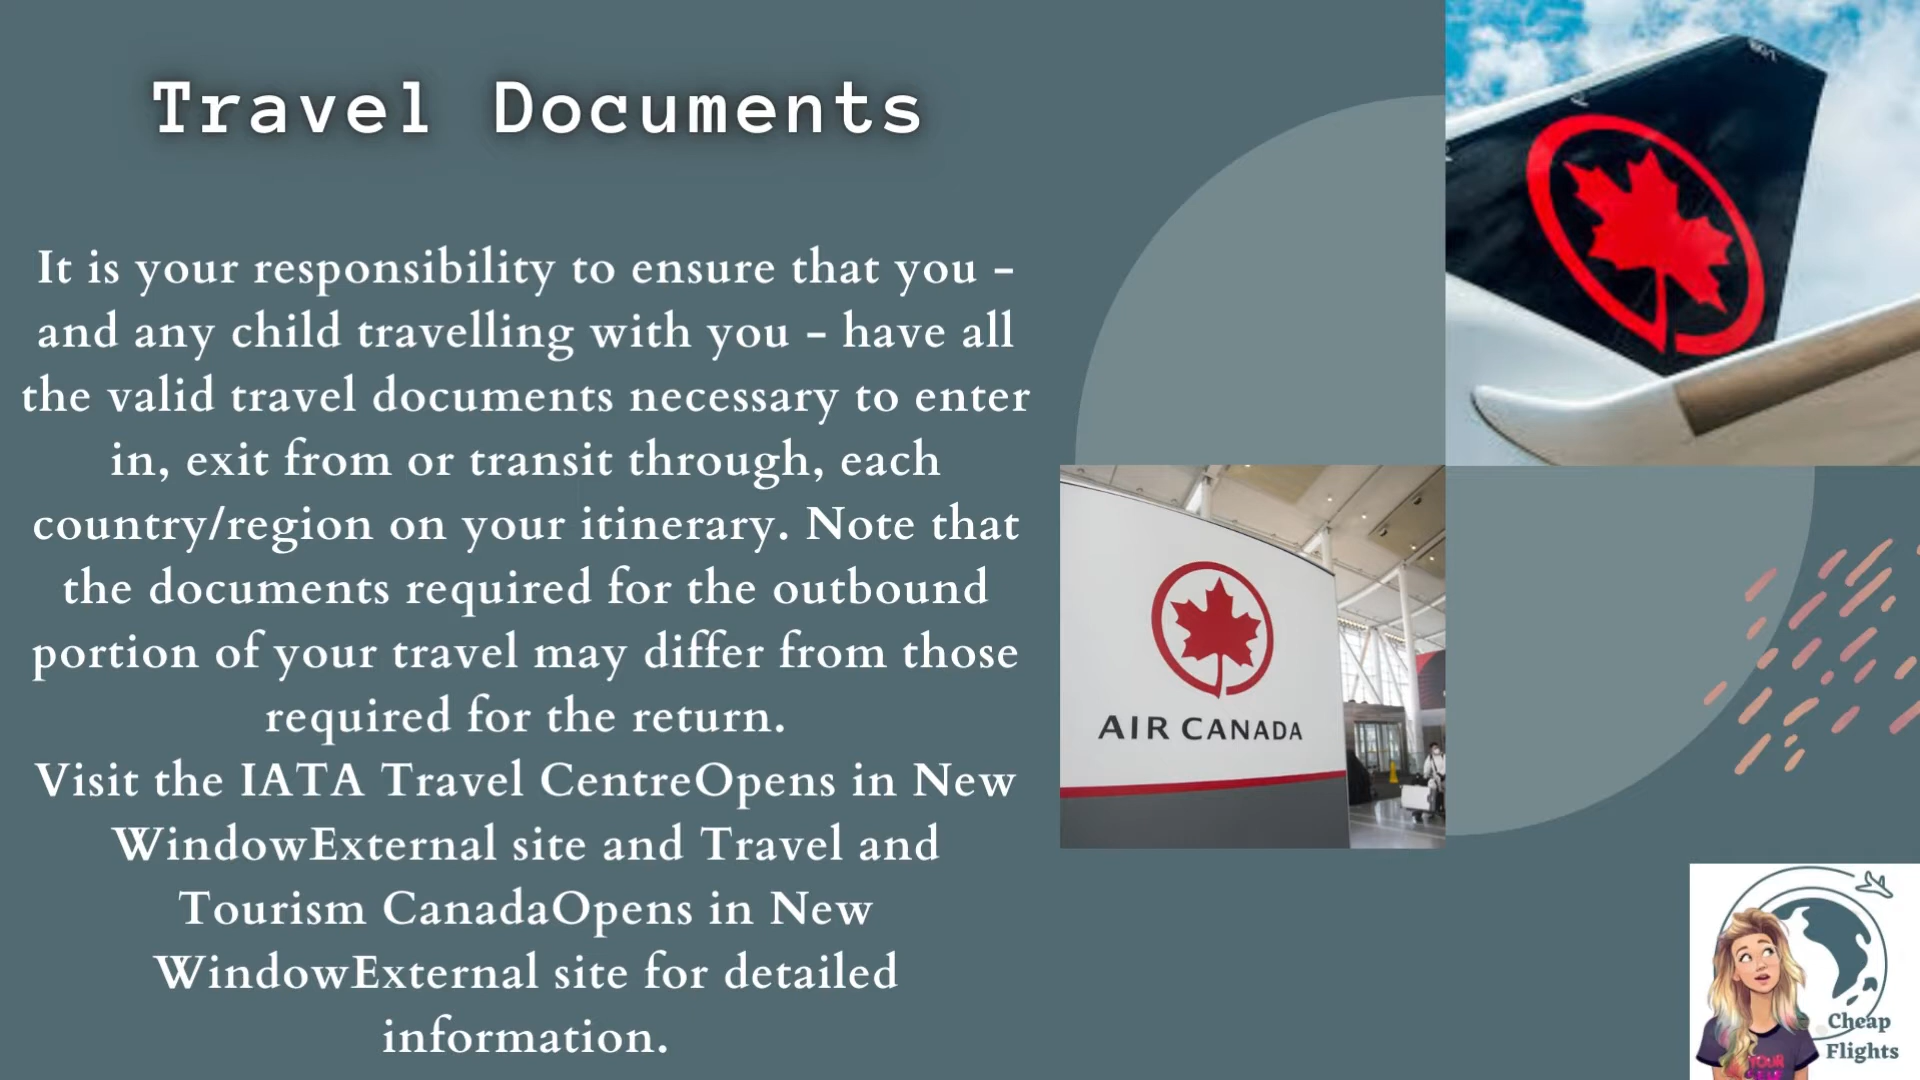 Travel Documents
It is your responsibility to ensure that you -
and any child travelling with you - have all
the valid travel documents necessary to enter
in, exit from or transit through, each
country/region on your itinerary. Note that
the documents required for the outbound
portion of your travel may differ from those
required for the return.
Visit the IATA Travel CentreOpens in New
WindowExternal site and Travel and
Tourism CanadaOpens in New
WindowExternal site for detailed
information.
AIR CANADA
Cheap
Flights
YOUR